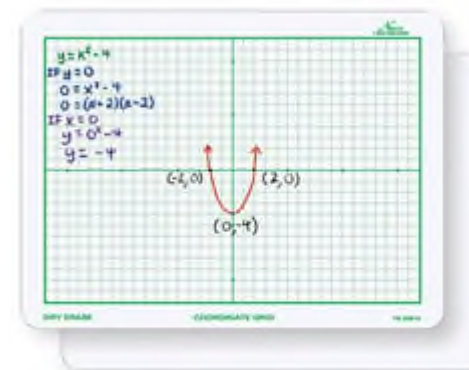 y = x² - 4
IF y = 0
0 = x² - 4
0 = (x+2)(x-2)
IF x = 0
y = 0² - 4
y = -4
(-2,0)
(2,0)
(0,-4)
DRY ERASE
COORDINATE GRID